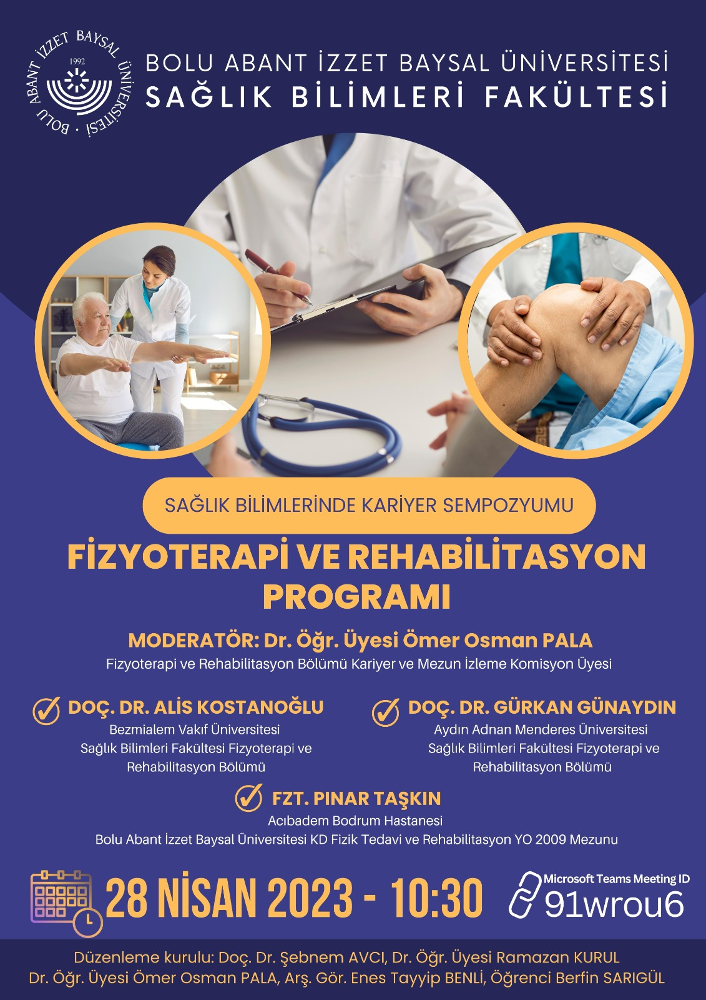 BOLU ABANT İZZET BAYSAL ÜNİVERSİTESİ
1992
BOLU ABANT İZZET BAYSAL ÜNİVERSİTESİ
SAĞLIK BİLİMLERİ FAKÜLTESİ
SAĞLIK BİLİMLERİNDE KARİYER SEMPOZYUMU
FİZYOTERAPİ VE REHABİLİTASYON
PROGRAMI
MODERATÖR: Dr. Öğr. Üyesi Ömer Osman PALA
Fizyoterapi ve Rehabilitasyon Bölümü Kariyer ve Mezun İzleme Komisyon Üyesi
DOÇ. DR. ALİS KOSTANOĞLU
Bezmialem Vakıf Üniversitesi
Sağlık Bilimleri Fakültesi Fizyoterapi ve
Rehabilitasyon Bölümü
DOÇ. DR. GÜRKAN GÜNAYDIN
Aydın Adnan Menderes Üniversitesi
Sağlık Bilimleri Fakültesi Fizyoterapi ve
Rehabilitasyon Bölümü
FZT. PINAR TAŞKIN
Acıbadem Bodrum Hastanesi
Bolu Abant İzzet Baysal Üniversitesi KD Fizik Tedavi ve Rehabilitasyon YO 2009 Mezunu
28 NİSAN 2023 - 10:30
Microsoft Teams Meeting ID
91wrou6
Düzenleme kurulu: Doç. Dr. Şebnem AVCI, Dr. Öğr. Üyesi Ramazan KURUL
Dr. Öğr. Üyesi Ömer Osman PALA, Arş. Gör. Enes Tayyip BENLİ, Öğrenci Berfin SARIGÜL